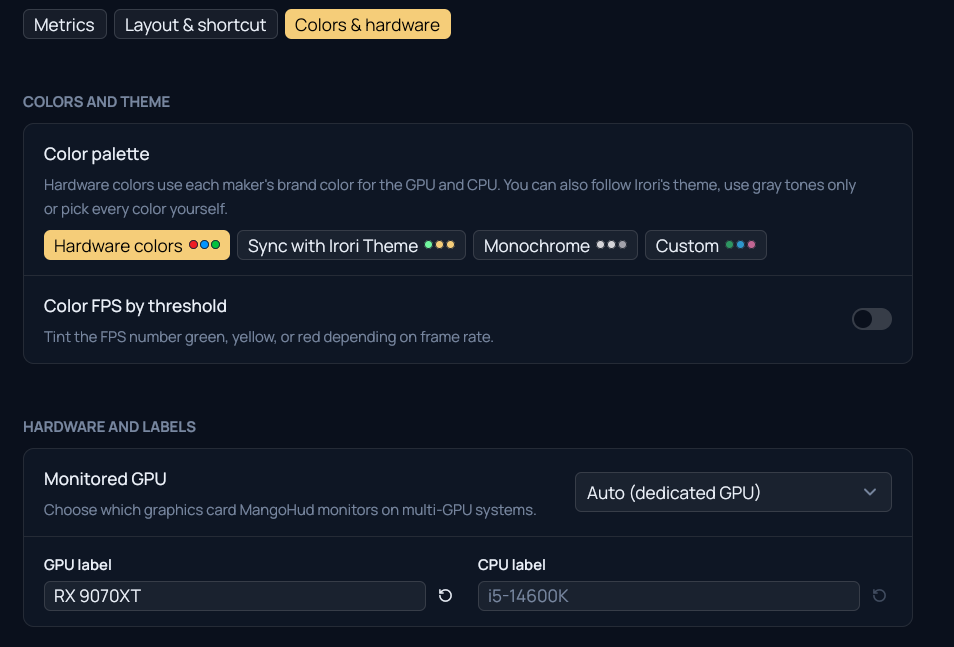 Metrics
Layout & shortcut
Colors & hardware
COLORS AND THEME
Color palette
Hardware colors use each maker's brand color for the GPU and CPU. You can also follow Irori's theme, use gray tones only
or pick every color yourself.
Hardware colors
Sync with Irori Theme
Monochrome
Custom
Color FPS by threshold
Tint the FPS number green, yellow, or red depending on frame rate.
HARDWARE AND LABELS
Monitored GPU
Choose which graphics card MangoHud monitors on multi-GPU systems.
Auto (dedicated GPU)
GPU label
CPU label
RX 9070XT
i5-14600K